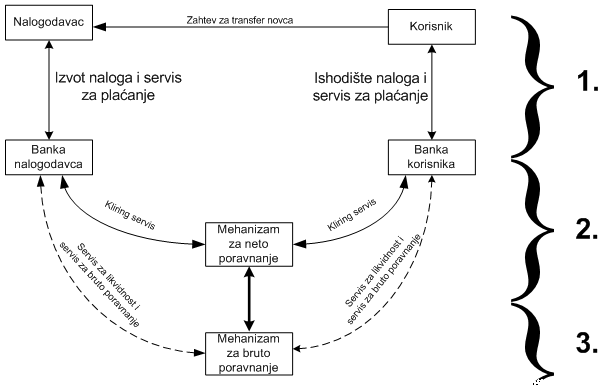 Nalogodavac
Zahtev za transfer novca
Korisnik
1.
Izvot naloga i servis
za plaćanje
Ishodište naloga i
servis za plaćanje
Banka
nalogodavca
Banka
korisnika
2.
Kliring servis
Kliring servis
Mehanizam
za neto
poravnanje
Servis za likvidnost i
servis za bruto poravnanje
Servis za likvidnost i
servis za bruto poravnanje
3.
Mehanizam
za bruto
poravnanje